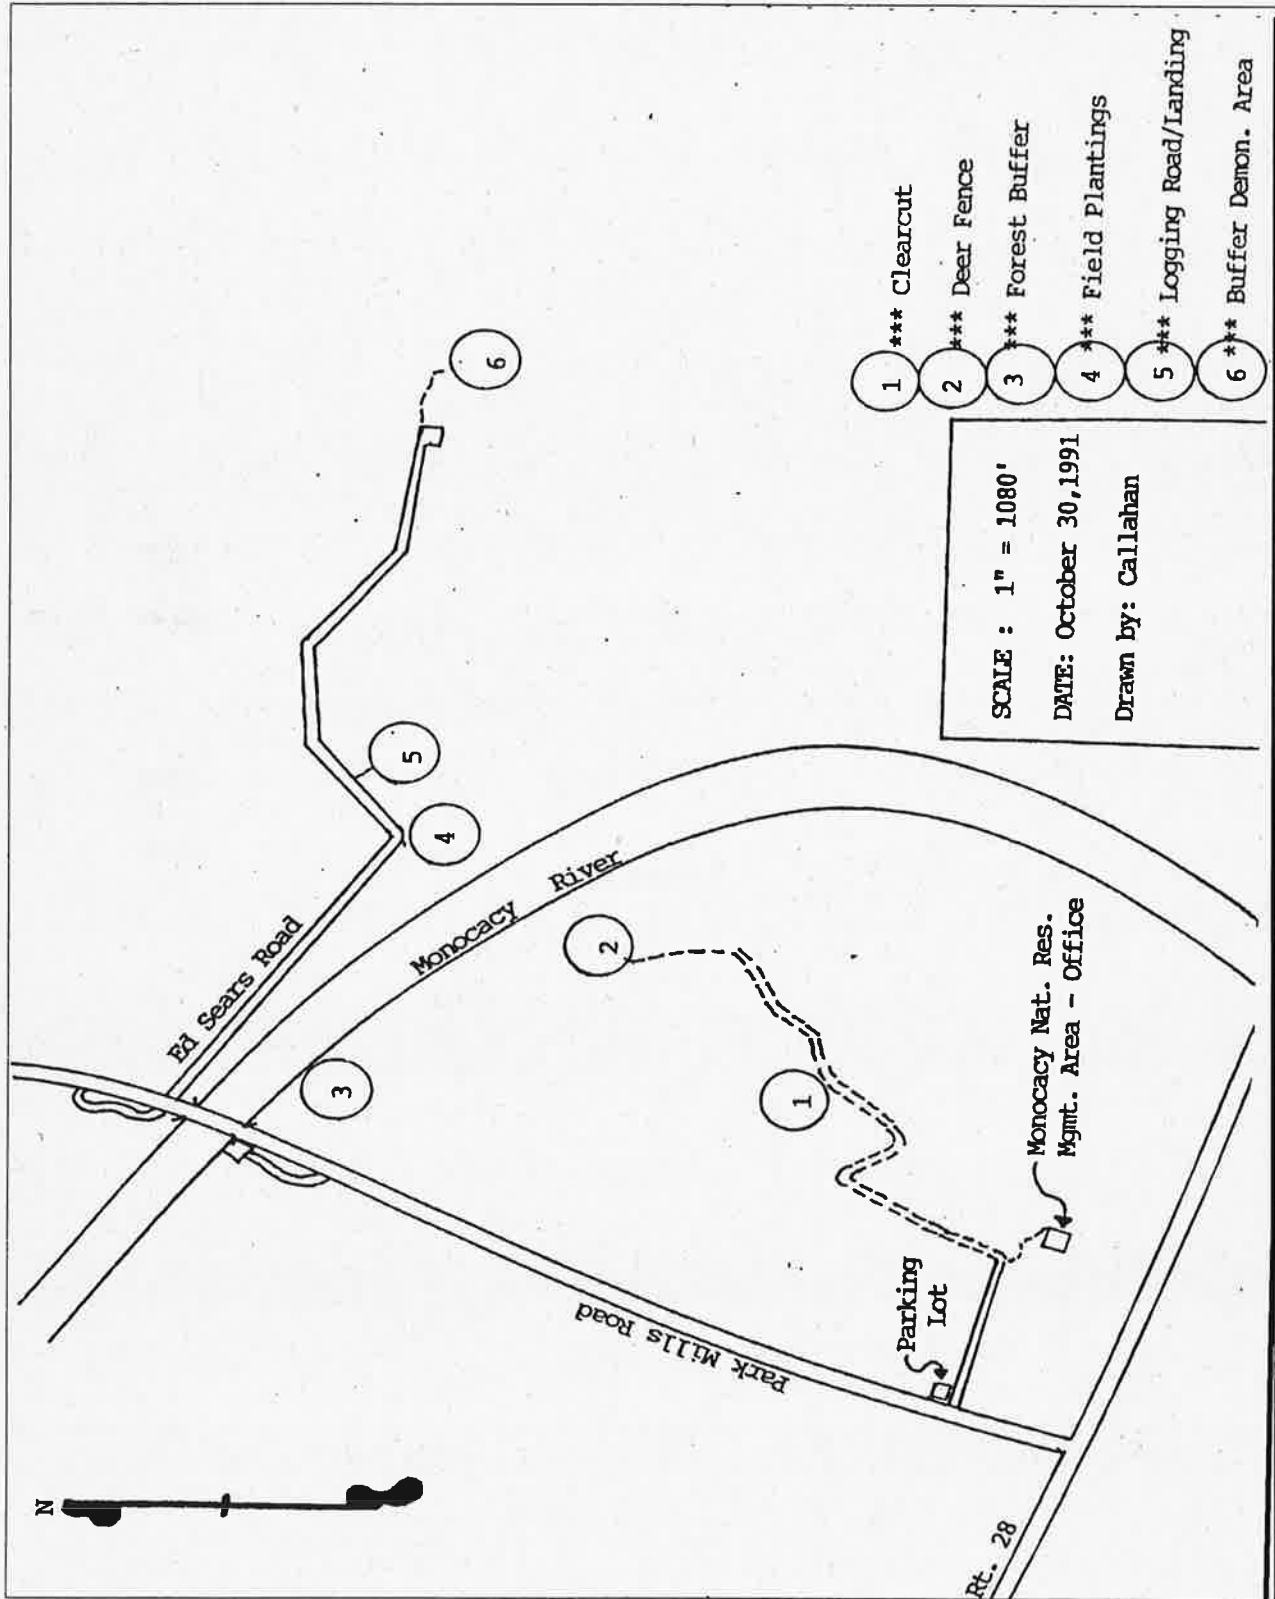 N
Ed Sears Road
Monocacy River
Park Mills Road
Rt. 28
Parking
Lot
Monocacy Nat. Res.
Mgmt. Area - Office
1
2
3
4
5
6
SCALE : 1" = 1080'
DATE: October 30,1991
Drawn by: Callahan
1 *** Clearcut
2 *** Deer Fence
3 *** Forest Buffer
4 *** Field Plantings
5 *** Logging Road/Landing
6 *** Buffer Demon. Area